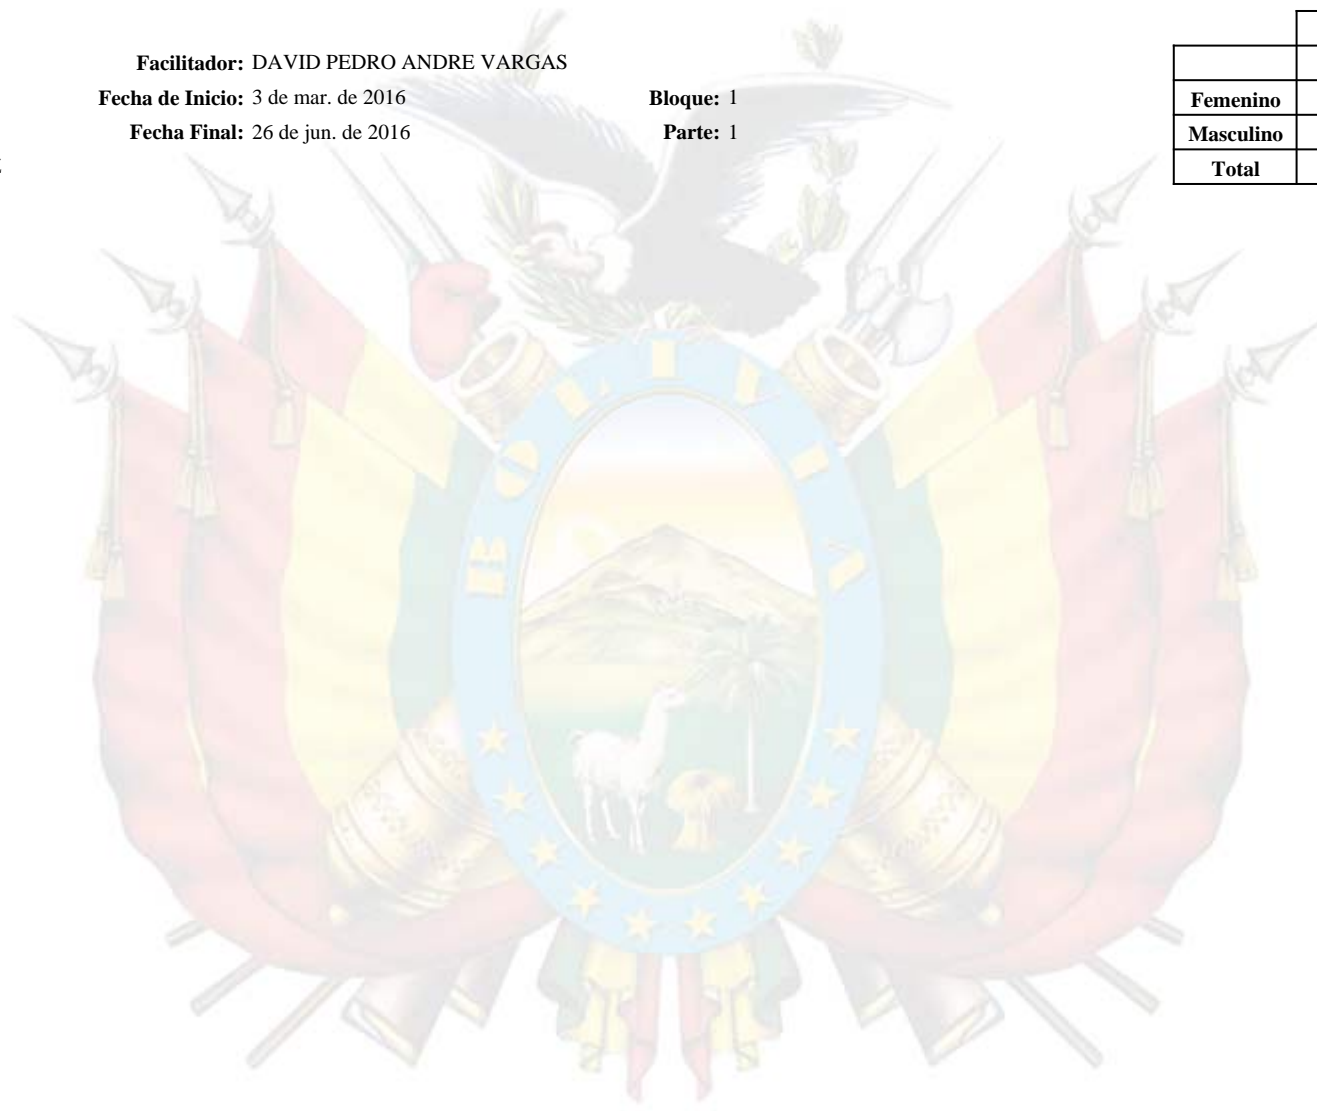 Facilitador: DAVID PEDRO ANDRE VARGAS
Fecha de Inicio: 3 de mar. de 2016 Bloque: 1
Fecha Final: 26 de jun. de 2016 Parte: 1
Femenino
Masculino
Total
BOLIVIA